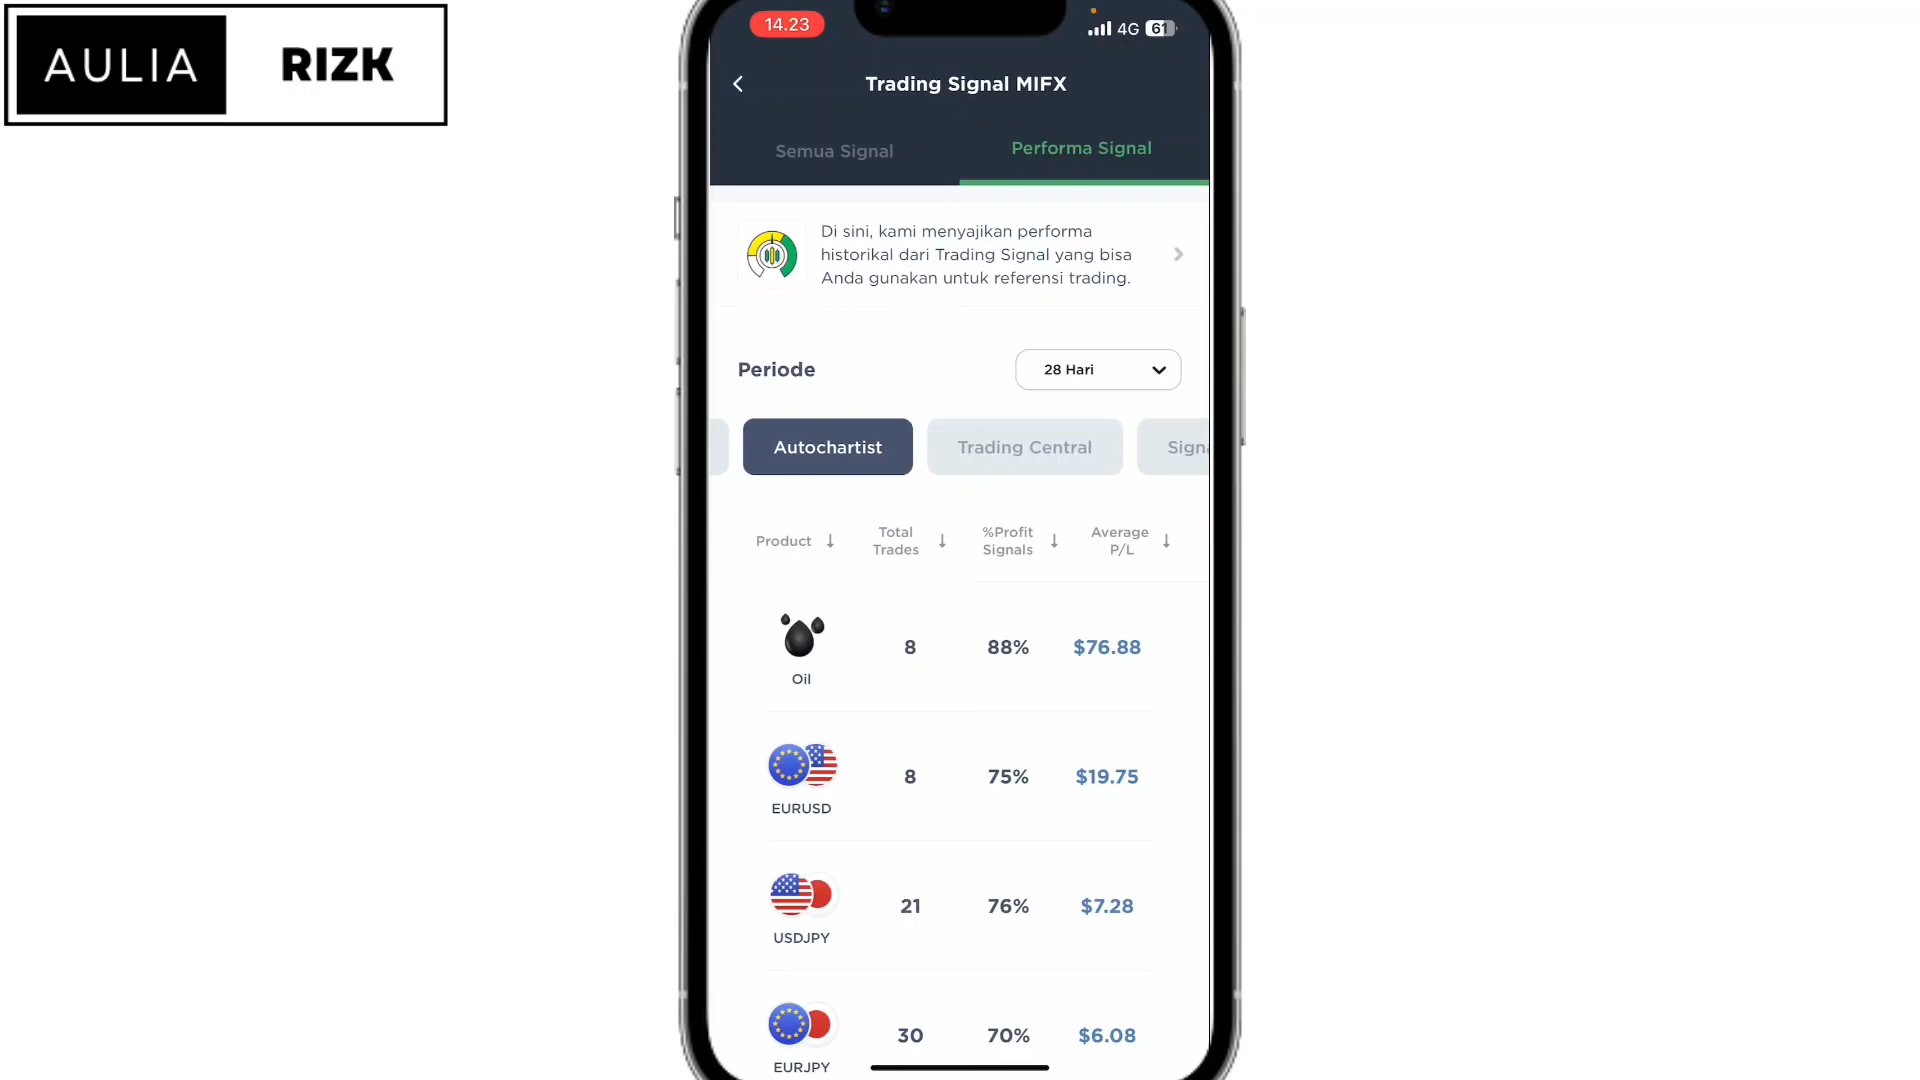 AULIA RIZK
14.23
4G 61
Trading Signal MIFX
Semua Signal
Performa Signal
Di sini, kami menyajikan performa
historikal dari Trading Signal yang bisa
Anda gunakan untuk referensi trading.
Periode
28 Hari
Autochartist
Trading Central
Signa
Product ↓
Total
Trades ↓
%Profit
Signals ↓
Average
P/L ↓
Oil
8
88%
$76.88
EURUSD
8
75%
$19.75
USDJPY
21
76%
$7.28
EURJPY
30
70%
$6.08